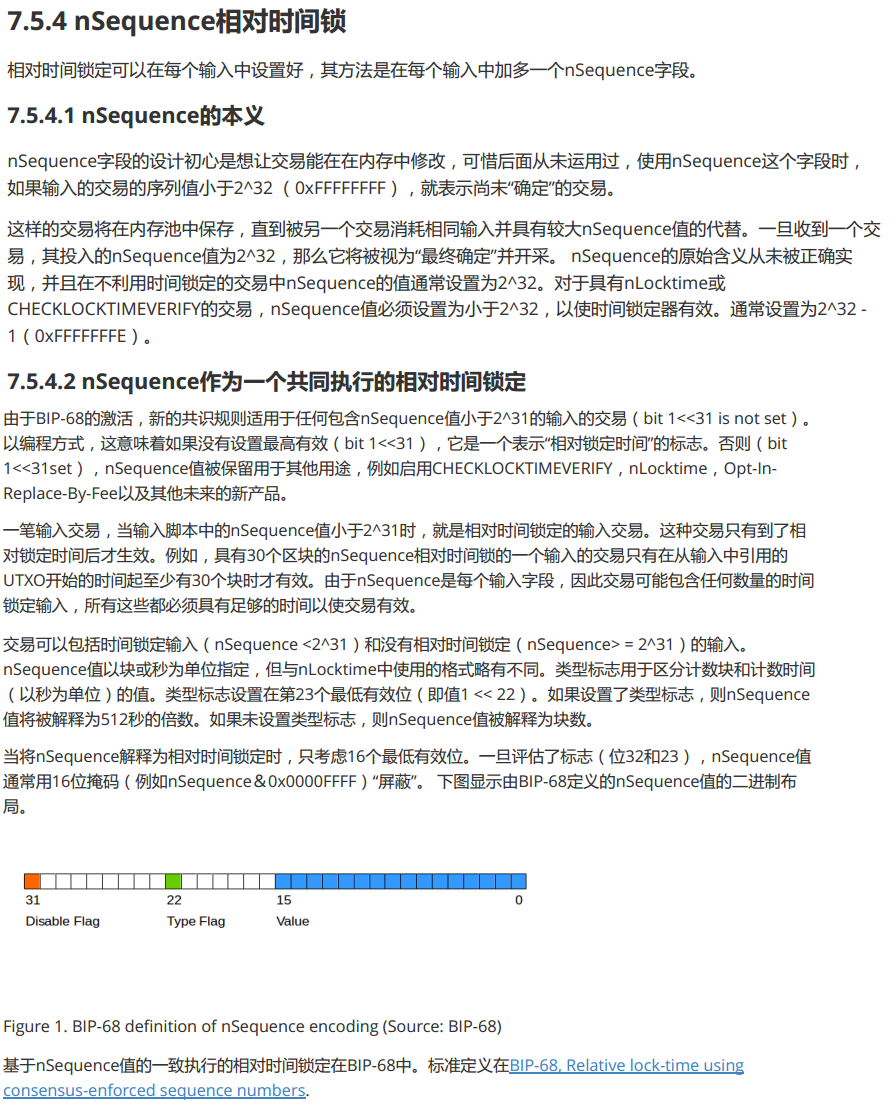 7.5.4 nSequence相对时间锁
相对时间锁定可以在每个输入中设置好，其方法是在每个输入中加多一个nSequence字段。
7.5.4.1 nSequence的本义
nSequence字段的设计初心是想让交易能在在内存中修改，可惜后面从未运用过，使用nSequence这个字段时，
如果输入的交易的序列值小于2^32（0xFFFFFFFF），就表示尚未“确定”的交易。
这样的交易将在内存池中保存，直到被另一个交易消耗相同输入并具有较大nSequence值的代替。一旦收到一个交
易，其投入的nSequence值为2^32，那么它将被视为“最终确定”并开采。 nSequence的原始含义从未被正确实
现，并且在不利用时间锁定的交易中nSequence的值通常设置为2^32。对于具有nLocktime或
CHECKLOCKTIMEVERIFY的交易，nSequence值必须设置为小于2^32，以使时间锁定器有效。通常设置为2^32 -
1（0xFFFFFFFE）。
7.5.4.2 nSequence作为一个共同执行的相对时间锁定
由于BIP-68的激活，新的共识规则适用于任何包含nSequence值小于2^31的输入的交易（bit 1<<31 is not set）。
以编程方式，这意味着如果没有设置最高有效（bit 1<<31），它是一个表示“相对锁定时间”的标志。否则（bit
1<<31set），nSequence值被保留用于其他用途，例如启用CHECKLOCKTIMEVERIFY，nLocktime，Opt-In-
Replace-By-Fee以及其他未来的新产品。
一笔输入交易，当输入脚本中的nSequence值小于2^31时，就是相对时间锁定的输入交易。这种交易只有到了相
对锁定时间后才生效。例如，具有30个区块的nSequence相对时间锁的一个输入的交易只有在从输入中引用的
UTXO开始的时间起至少有30个块时才有效。由于nSequence是每个输入字段，因此交易可能包含任何数量的时间
锁定输入，所有这些都必须具有足够的时间以使交易有效。
交易可以包括时间锁定输入（nSequence <2^31）和没有相对时间锁定（nSequence> = 2^31）的输入。
nSequence值以块或秒为单位指定，但与nLocktime中使用的格式略有不同。类型标志用于区分计数块和计数时间
（以秒为单位）的值。类型标志设置在第23个最低有效位（即值1 << 22）。如果设置了类型标志，则nSequence
值将被解释为512秒的倍数。如果未设置类型标志，则nSequence值被解释为块数。
当将nSequence解释为相对时间锁定时，只考虑16个最低有效位。一旦评估了标志（位32和23），nSequence值
通常用16位掩码（例如nSequence＆0x0000FFFF）“屏蔽”。 下图显示由BIP-68定义的nSequence值的二进制布
局。
31 22 15 0
Disable Flag Type Flag Value
Figure 1. BIP-68 definition of nSequence encoding (Source: BIP-68)
基于nSequence值的一致执行的相对时间锁定在BIP-68中。标准定义在BIP-68, Relative lock-time using
consensus-enforced sequence numbers.